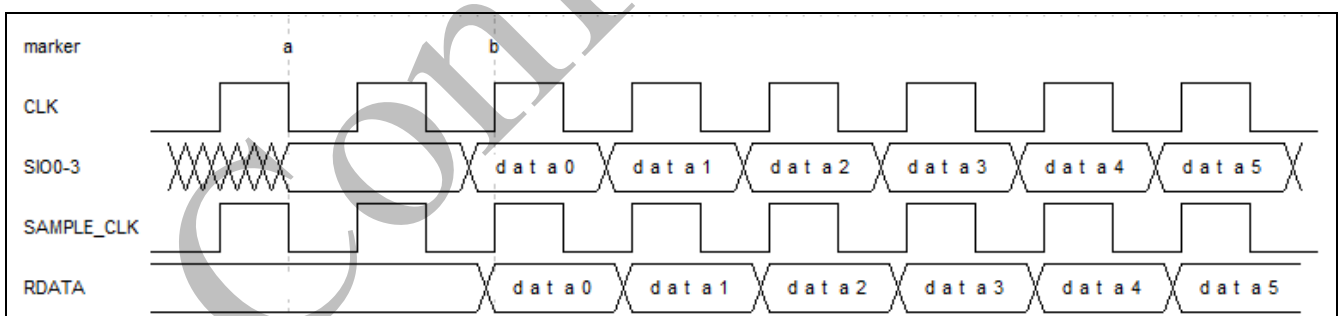 marker a b
CLK
SIO0-3 data0 data1 data2 data3 data4 data5
SAMPLE_CLK
RDATA data0 data1 data2 data3 data4 data5